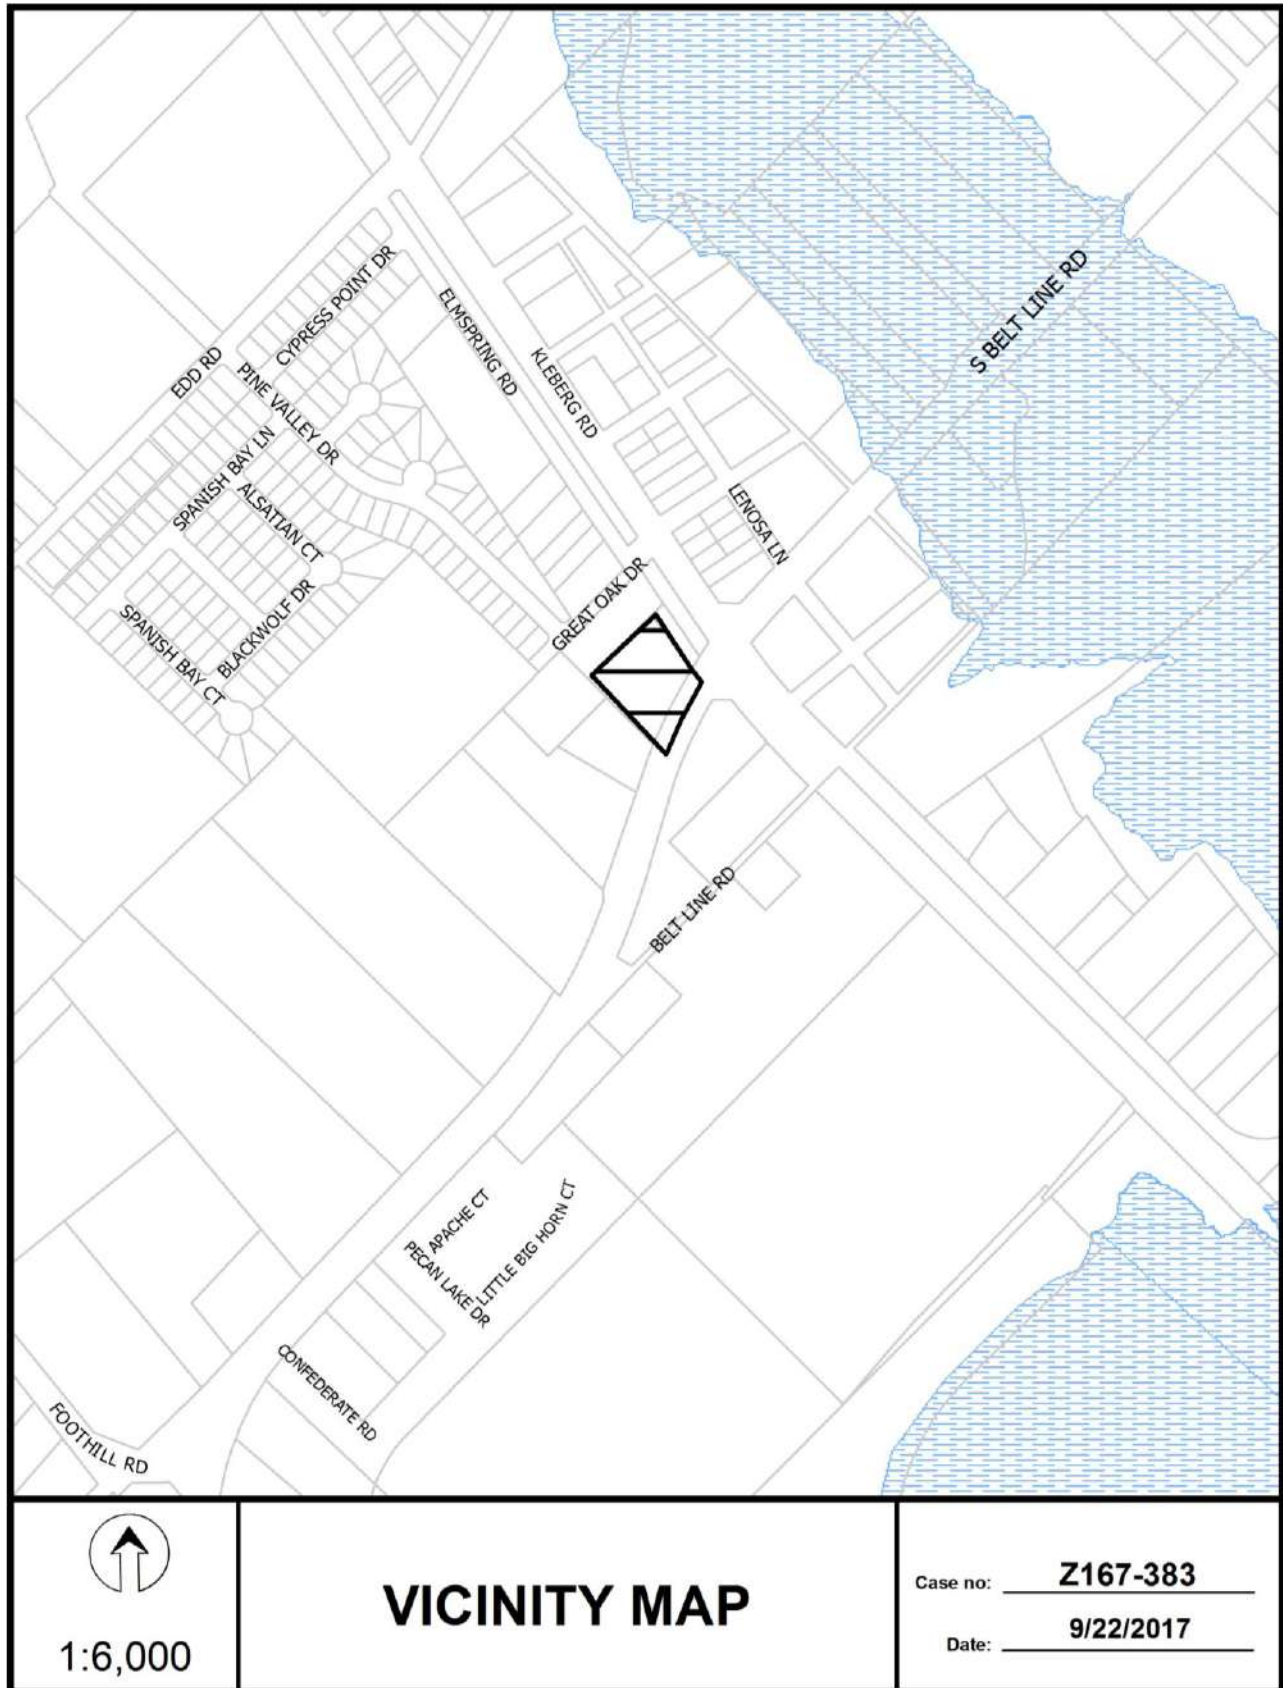 S BELT LINE RD
CYPRESS POINT DR
ELMSPRING RD
EDD RD
PINE VALLEY DR
KLEBERG RD
SPANISH BAY LN
ALSATIAN CT
LENOSA LN
GREAT OAK DR
BLACKWOLF DR
SPANISH BAY CT
BELT LINE RD
APACHE CT
LITTLE BIG HORN CT
PECAN LAKE DR
CONFEDERATE RD
FOOTHILL RD
1:6,000
VICINITY MAP
Case no: Z167-383
Date: 9/22/2017